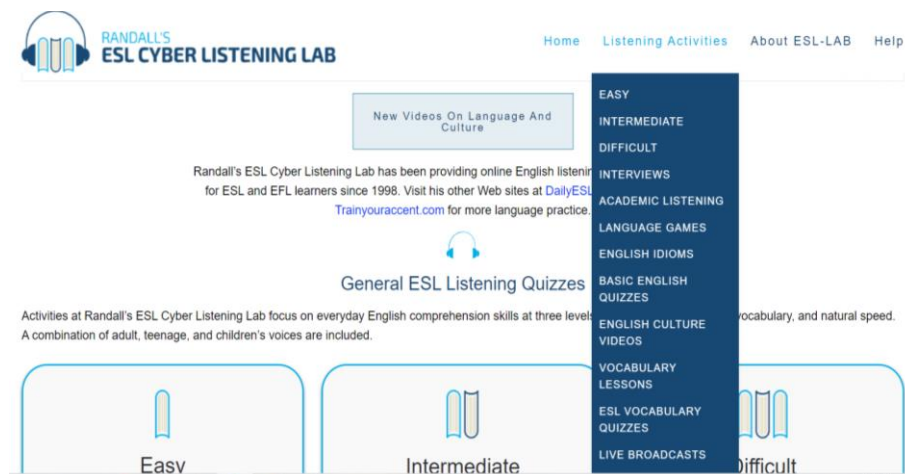 RANDALL'S
ESL CYBER LISTENING LAB
Home Listening Activities About ESL-LAB Help
EASY
INTERMEDIATE
DIFFICULT
INTERVIEWS
ACADEMIC LISTENING
LANGUAGE GAMES
ENGLISH IDIOMS
BASIC ENGLISH
QUIZZES
ENGLISH CULTURE
VIDEOS
VOCABULARY
LESSONS
ESL VOCABULARY
QUIZZES
LIVE BROADCASTS
New Videos On Language And
Culture
Randall's ESL Cyber Listening Lab has been providing online English
for ESL and EFL learners since 1998. Visit his other Web sites at DailyESL
Trainyouraccent.com for more language practice.
General ESL Listening Quizzes
Activities at Randall's ESL Cyber Listening Lab focus on everyday English comprehension skills at three levels vocabulary, and natural speed.
A combination of adult, teenage, and children's voices are included.
Easy
Intermediate
Difficult